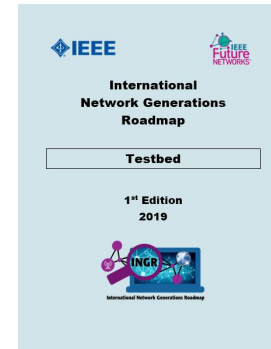 IEEE
IEEE
Future
NETWORKS
International
Network Generations
Roadmap
Testbed
1st Edition
2019
INGR
International Network Generations Roadmap